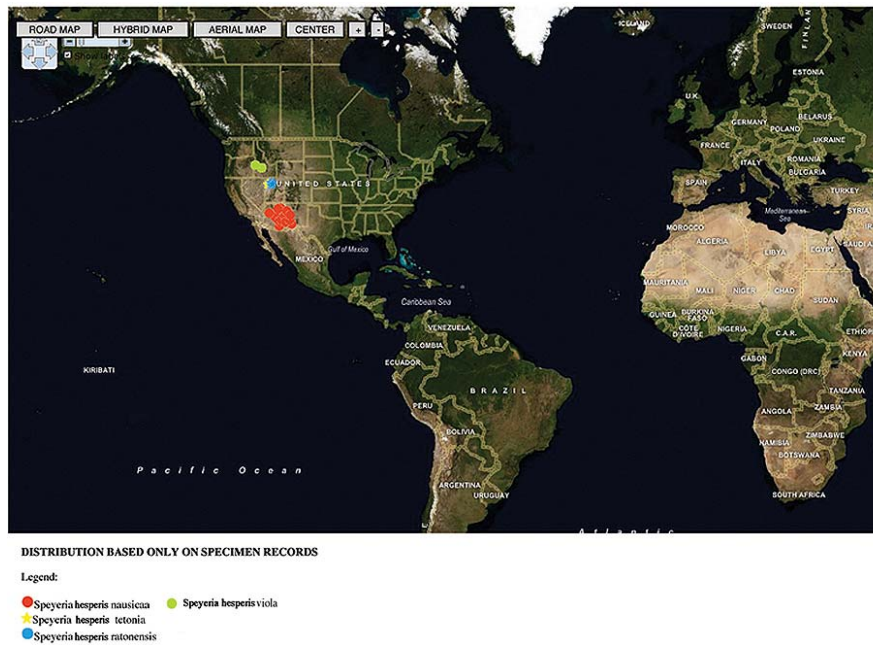 ROAD MAP HYBRID MAP AERIAL MAP CENTER + -
- +
ICELAND
SWEDEN
FINLAND
ESTONIA
U.K.
BELARUS
GERMANY
POLAND
UKRAINE
FRANCE
ROMANIA
ITALY
BULGARIA
SPAIN
TURKEY
UNITED STATES
Mediterranean
Sea
SYRIA
MOROCCO
ALGERIA
LIBYA
EGYPT
Gulf of Mexico
MEXICO
MAURITANIA
MALI
NIGER
CHAD
SUDAN
Caribbean Sea
GUINEA
BURKINA
FASO
CÔTE
D'IVOIRE
NIGERIA
C.A.R.
VENEZUELA
COLOMBIA
ECUADOR
GABON
KENYA
KIRIBATI
CONGO (DRC)
BRAZIL
TANZANIA
PERU
ANGOLA
ZAMBIA
BOLIVIA
NAMIBIA
ZIMBABWE
BOTSWANA
Pacific Ocean
ARGENTINA
URUGUAY
SOUTH AFRICA
Atlantic
DISTRIBUTION BASED ONLY ON SPECIMEN RECORDS
Legend:
Speyeria hesperis nausicaa Speyeria hesperis viola
Speyeria hesperis tetonia
Speyeria hesperis ratonensis